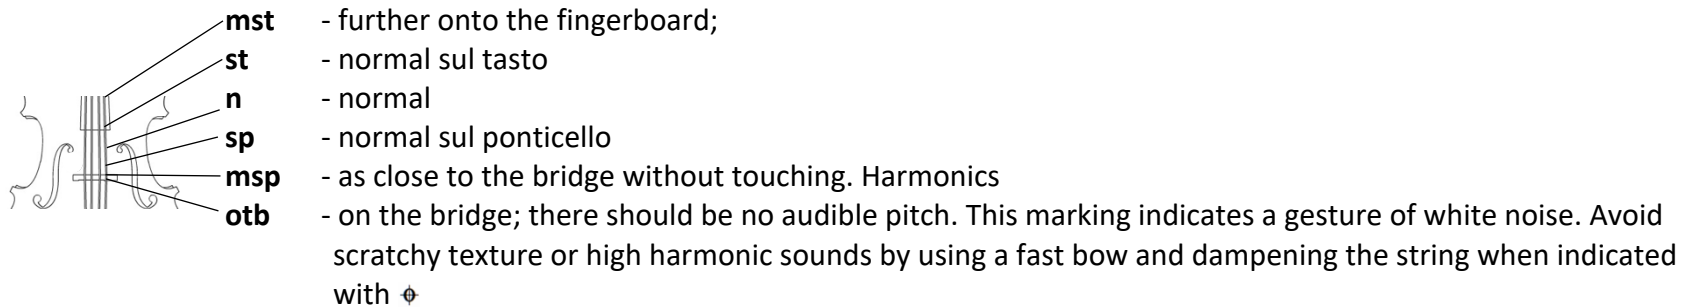 mst - further onto the fingerboard;
st - normal sul tasto
n - normal
sp - normal sul ponticello
msp - as close to the bridge without touching. Harmonics
otb - on the bridge; there should be no audible pitch. This marking indicates a gesture of white noise. Avoid
scratchy texture or high harmonic sounds by using a fast bow and dampening the string when indicated
with